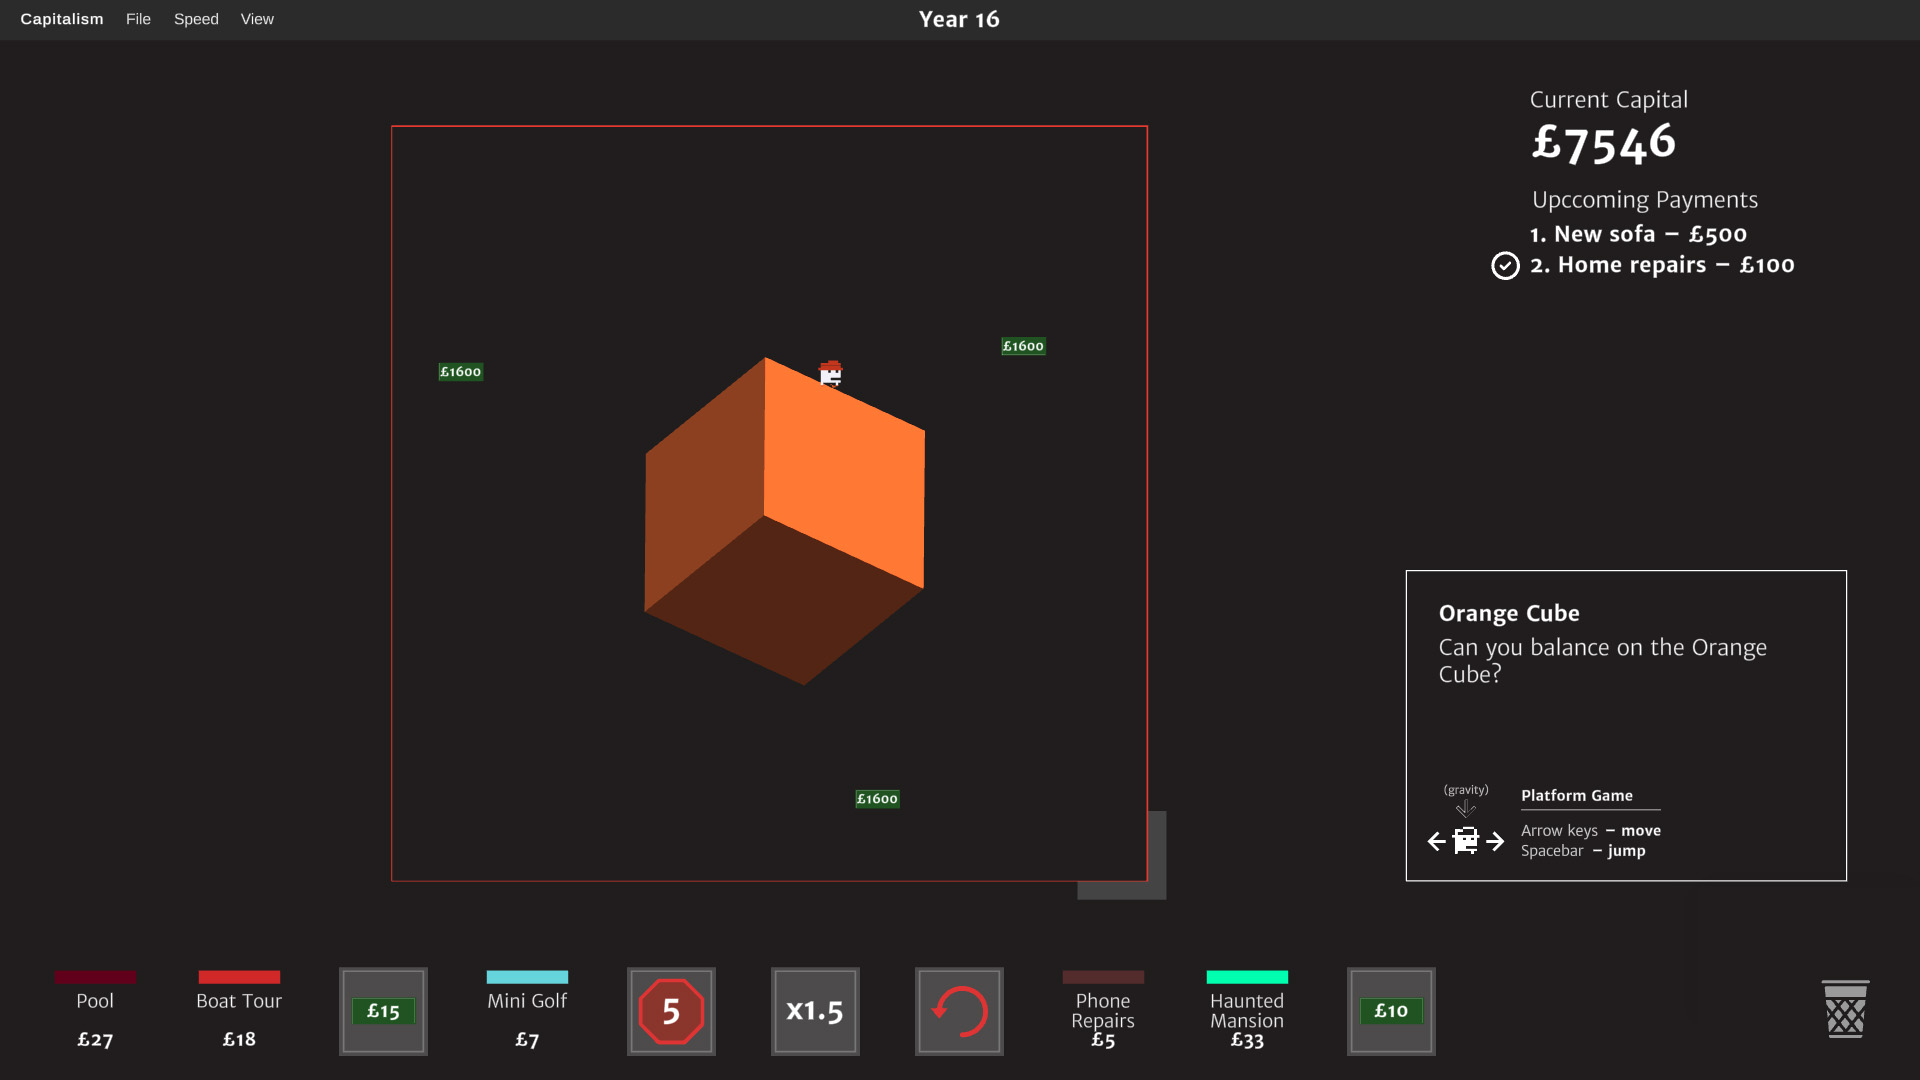 Capitalism File Speed View
Year 16
Current Capital
£7546
Upccoming Payments
1. New sofa – £500
2. Home repairs – £100
£1600
£1600
£1600
Orange Cube
Can you balance on the Orange
Cube?
(gravity)
Platform Game
Arrow keys – move
Spacebar – jump
Pool
£27
Boat Tour
£18
£15
Mini Golf
£7
5
x1.5
Phone
Repairs
£5
Haunted
Mansion
£33
£10